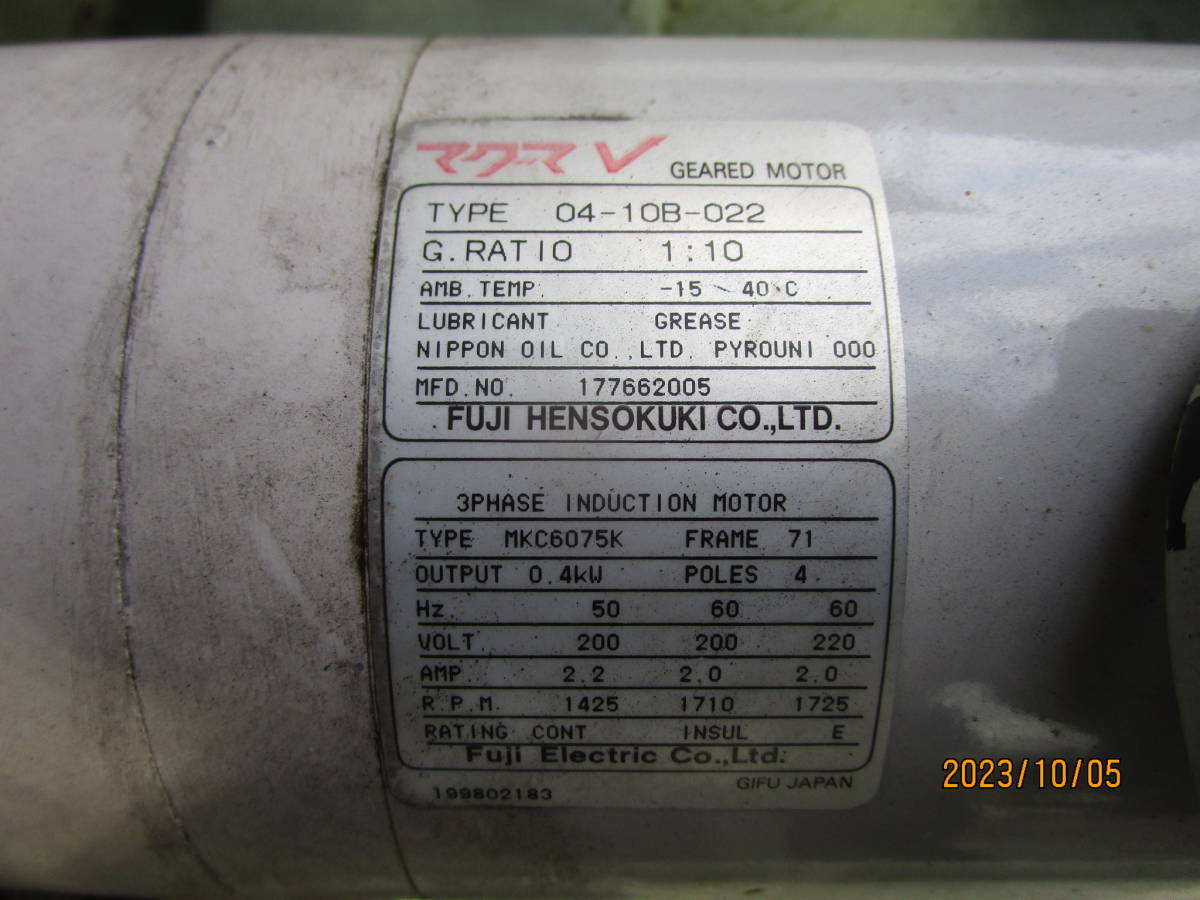 マグマ V GEARED MOTOR
TYPE 04-10B-022
G.RATIO 1:10
AMB.TEMP. -15 ~ 40°C
LUBRICANT GREASE
NIPPON OIL CO.,LTD. PYROUNI 000
MFD.NO. 177662005
FUJI HENSOKUKI CO.,LTD.
3PHASE INDUCTION MOTOR
TYPE MKC6075K FRAME 71
OUTPUT 0.4kW POLES 4
Hz. 50 60 60
VOLT. 200 200 220
AMP. 2.2 2.0 2.0
R.P.M. 1425 1710 1725
RATING CONT INSUL E
Fuji Electric Co.,Ltd.
GIFU JAPAN
199802183
2023/10/05